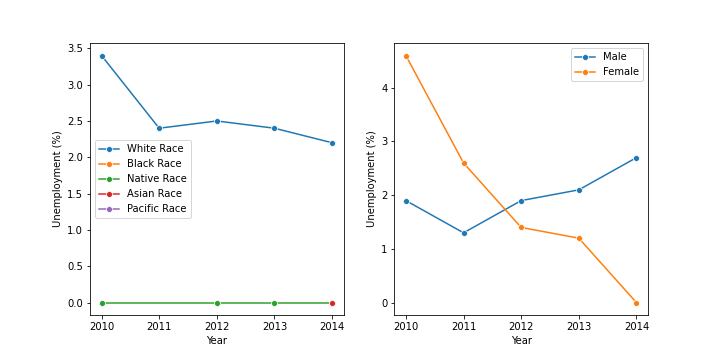 3.5
3.0
2.5
2.0
1.5
1.0
0.5
0.0
Unemployment (%)
White Race
Black Race
Native Race
Asian Race
Pacific Race
2010 2011 2012 2013 2014
Year
4
3
2
1
0
Unemployment (%)
Male
Female
2010 2011 2012 2013 2014
Year